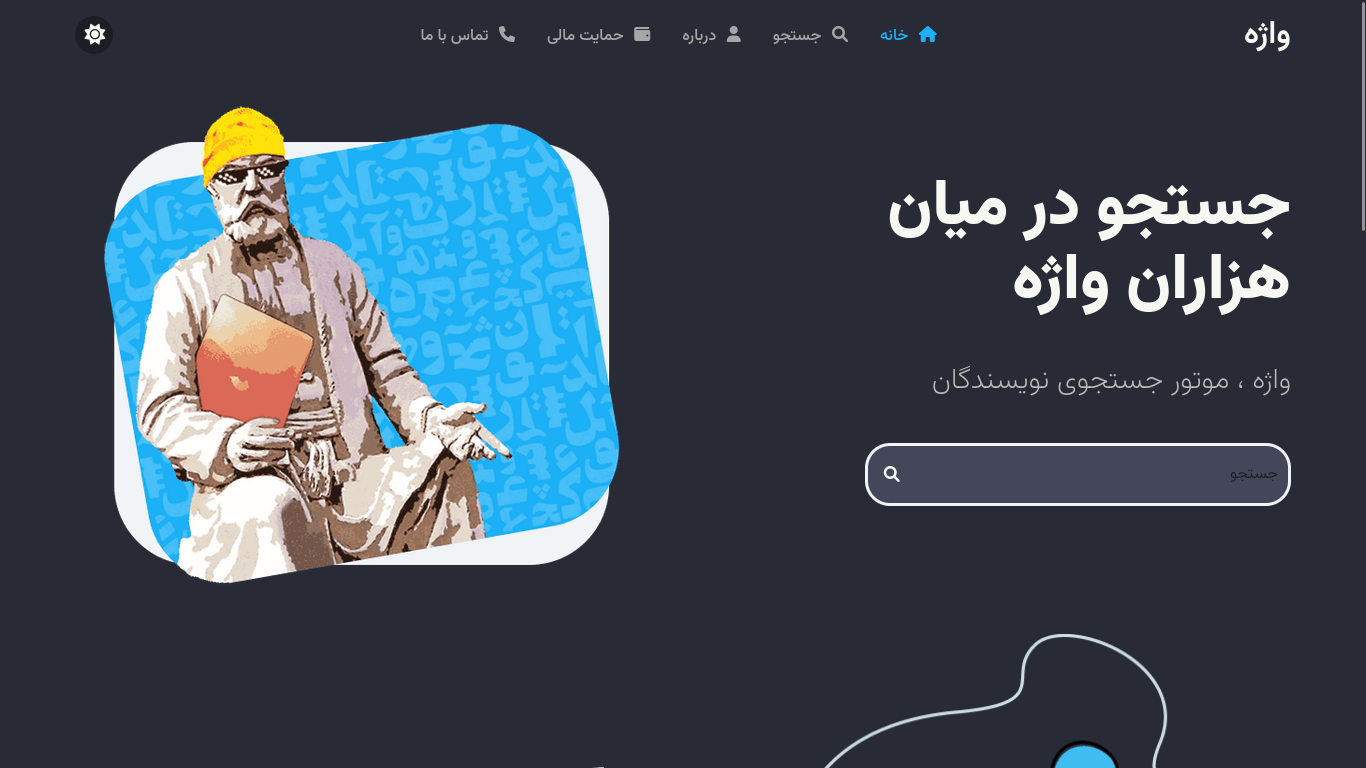 واژه
خانه
جستجو
درباره
حمایت مالی
تماس با ما
جستجو در میان
هزاران واژه
واژه ، موتور جستجوی نویسندگان
جستجو